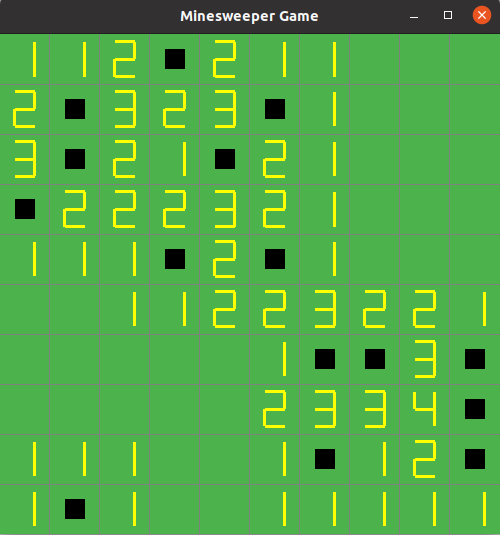 Minesweeper Game
1 1 2 2 1 1
2 3 2 3 1
3 2 1 2 1
2 2 2 3 2 1
1 1 1 2 1
1 1 2 2 3 2 2 1
1 3
2 3 3 4
1 1 1 1 1 2
1 1 1 1 1 1 1